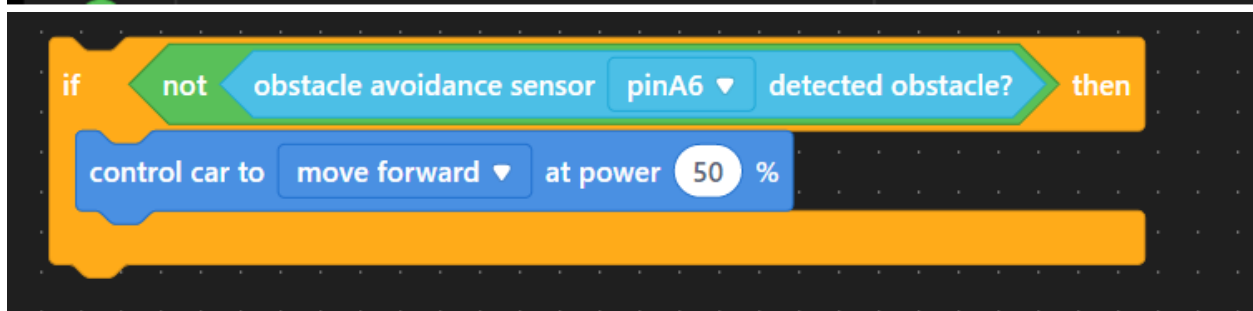 if not obstacle avoidance sensor pinA6 detected obstacle? then
control car to move forward at power 50 %